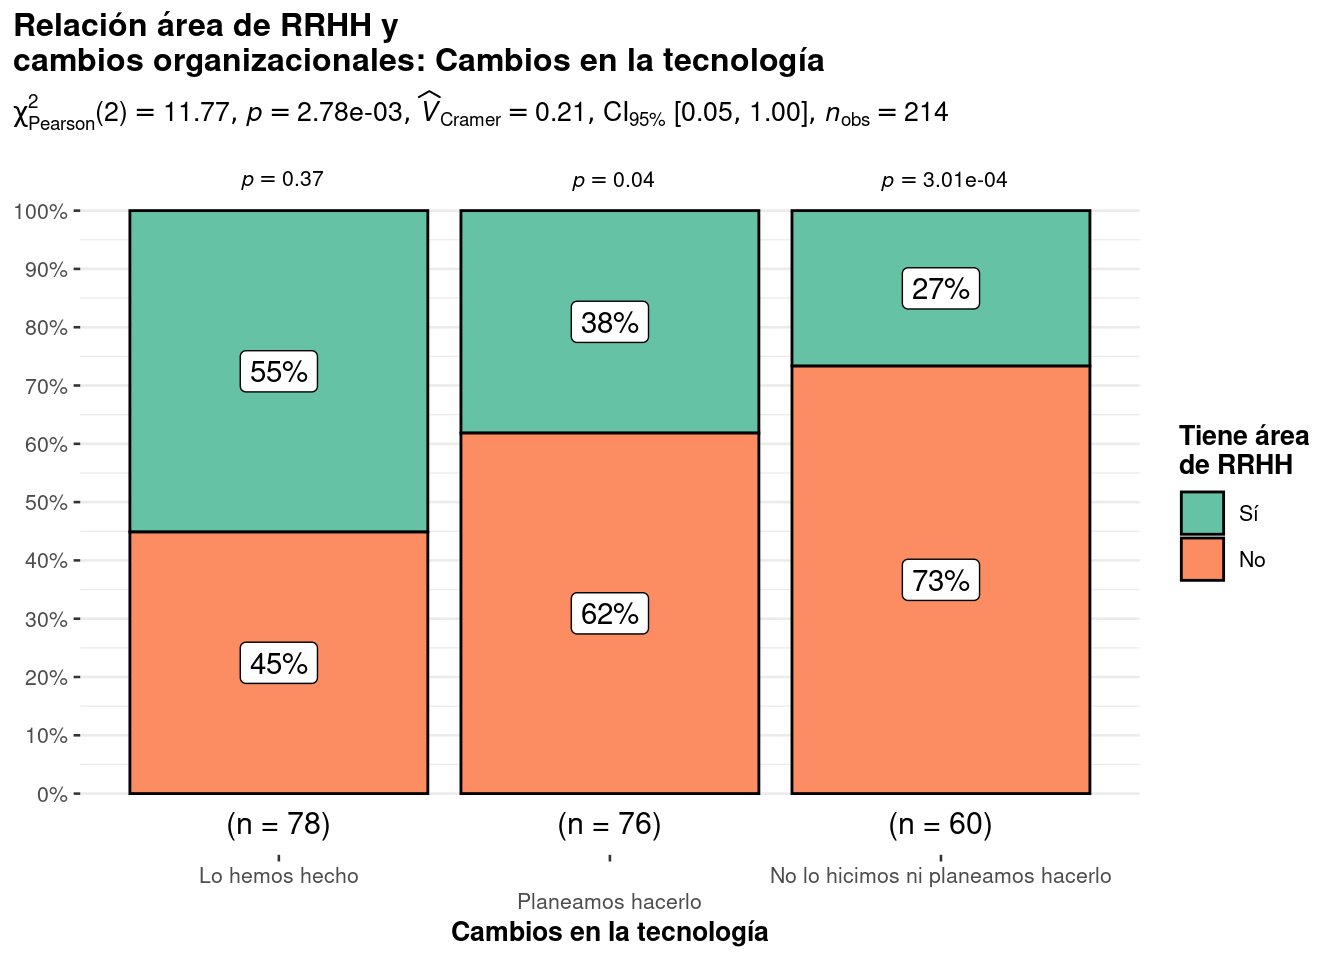 Relación área de RRHH y
cambios organizacionales: Cambios en la tecnología
χ²Pearson(2) = 11.77, p = 2.78e-03, V̂Cramer = 0.21, CI95% [0.05, 1.00], nobs = 214
p = 0.37 p = 0.04 p = 3.01e-04
100%
90%
80%
70%
60%
50%
40%
30%
20%
10%
0%
55% 38% 27%
45% 62% 73%
Tiene área
de RRHH
Sí
No
(n = 78) (n = 76) (n = 60)
Lo hemos hecho No lo hicimos ni planeamos hacerlo
Planeamos hacerlo
Cambios en la tecnología